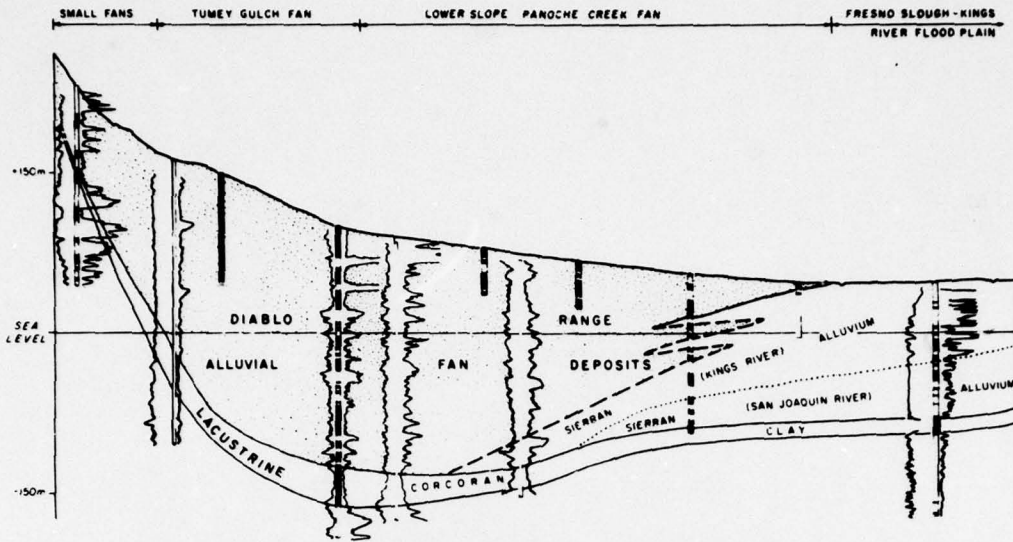 SMALL FANS
TUMEY GULCH FAN
LOWER SLOPE PANOCHE CREEK FAN
FRESNO SLOUGH - KINGS
RIVER FLOOD PLAIN
+150m
SEA
LEVEL
DIABLO
RANGE
ALLUVIAL
FAN
DEPOSITS
SIERRAN
(KINGS RIVER)
ALLUVIUM
SIERRAN
(SAN JOAQUIN RIVER)
ALLUVIUM
LACUSTRINE
CORCORAN
CLAY
-150m